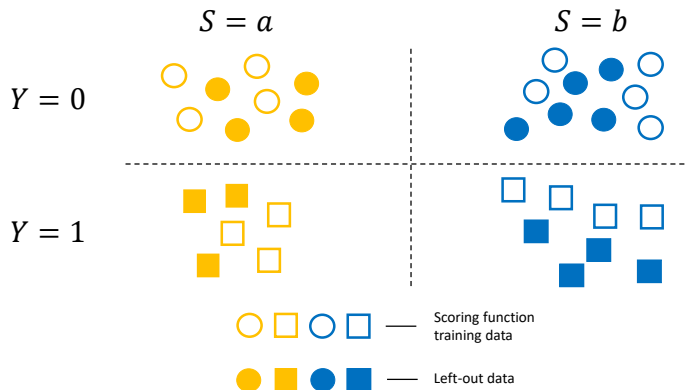 S = a
S = b
Y = 0
Y = 1
Scoring function
training data
Left-out data